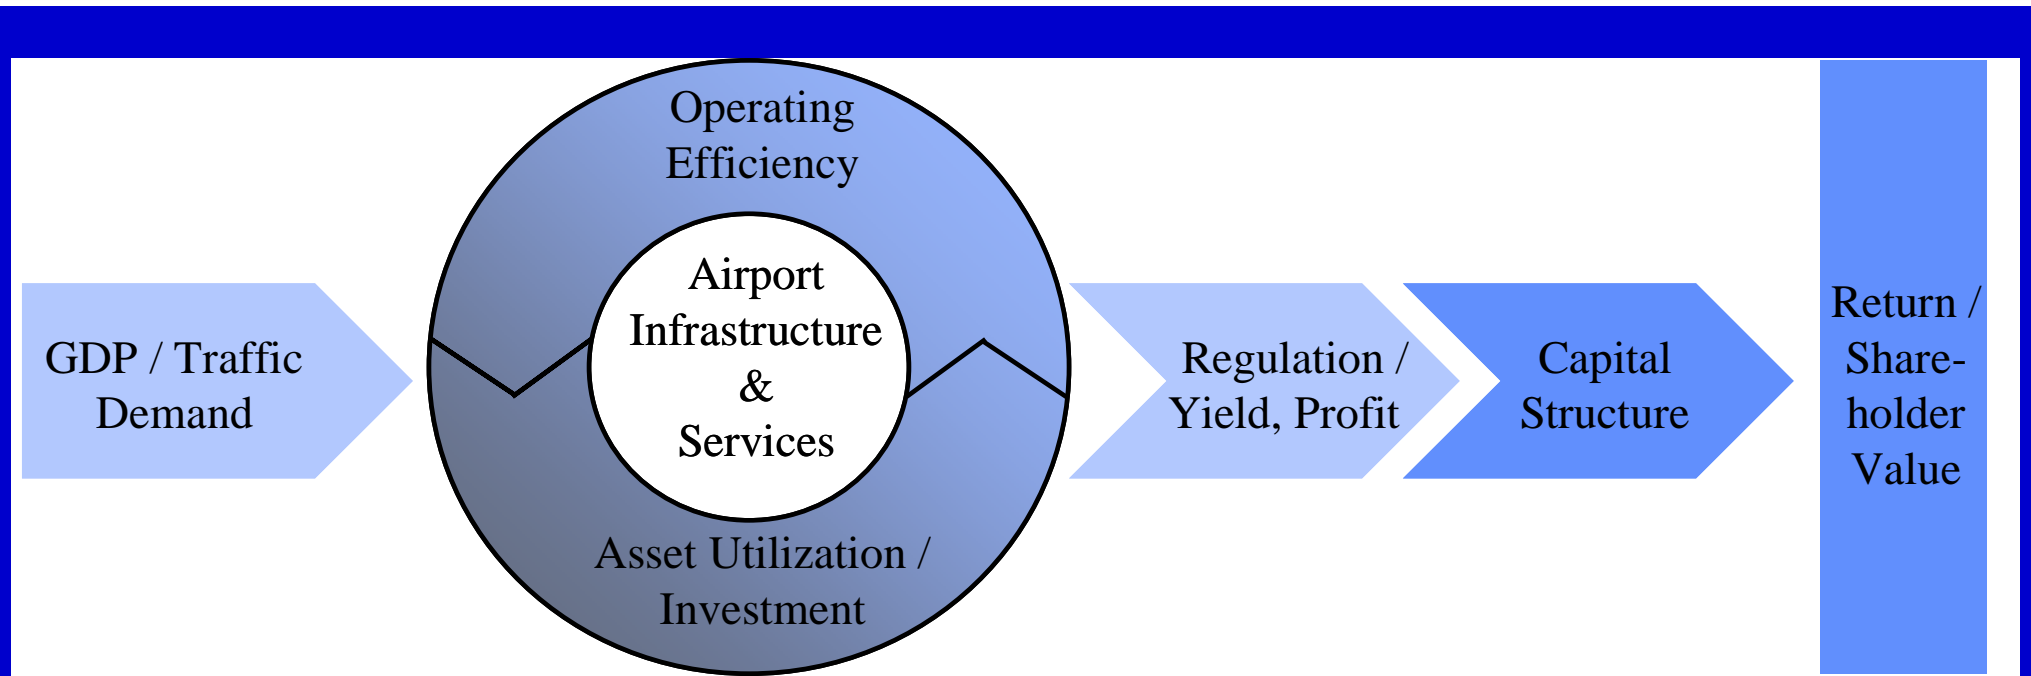 GDP / Traffic
Demand
Operating
Efficiency
Airport
Infrastructure
&
Services
Asset Utilization /
Investment
Regulation /
Yield, Profit
Capital
Structure
Return /
Share-
holder
Value